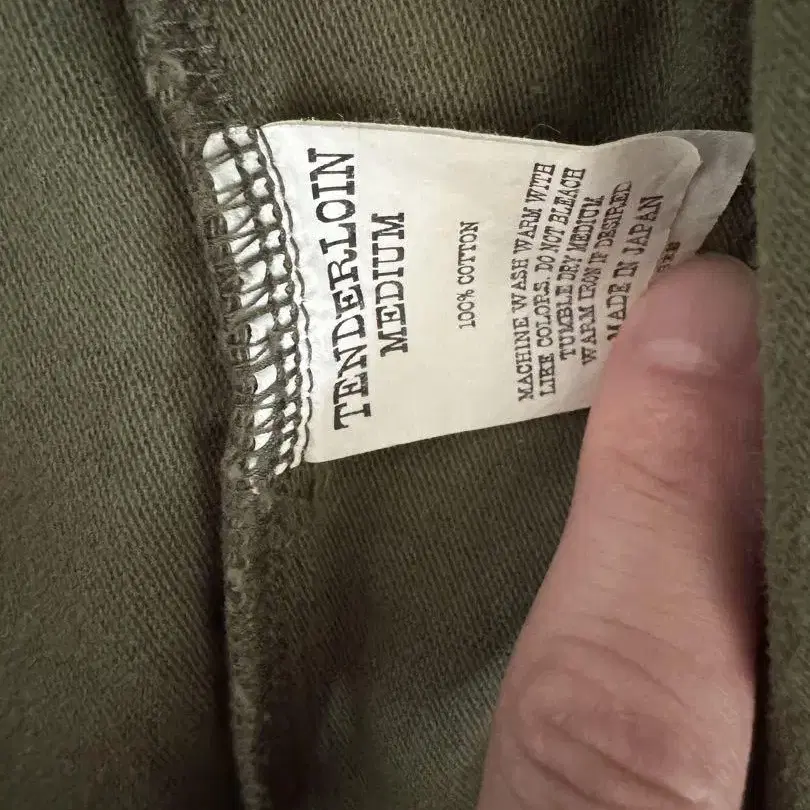 TENDERLOIN
MEDIUM
100% COTTON
MACHINE WASH WARM WITH
LIKE COLORS. DO NOT BLEACH
TUMBLE DRY MEDIUM
WARM IRON IF DESIRED
MADE IN JAPAN